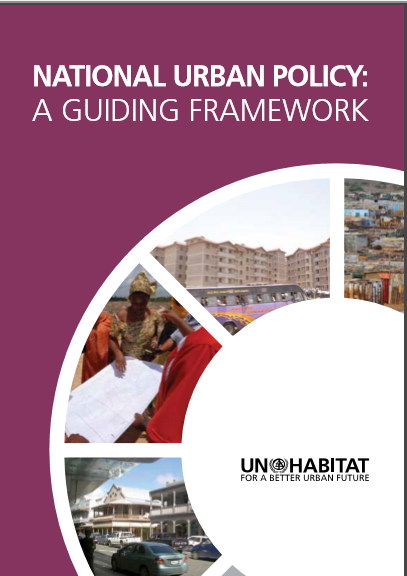 NATIONAL URBAN POLICY:
A GUIDING FRAMEWORK
UN HABITAT
FOR A BETTER URBAN FUTURE